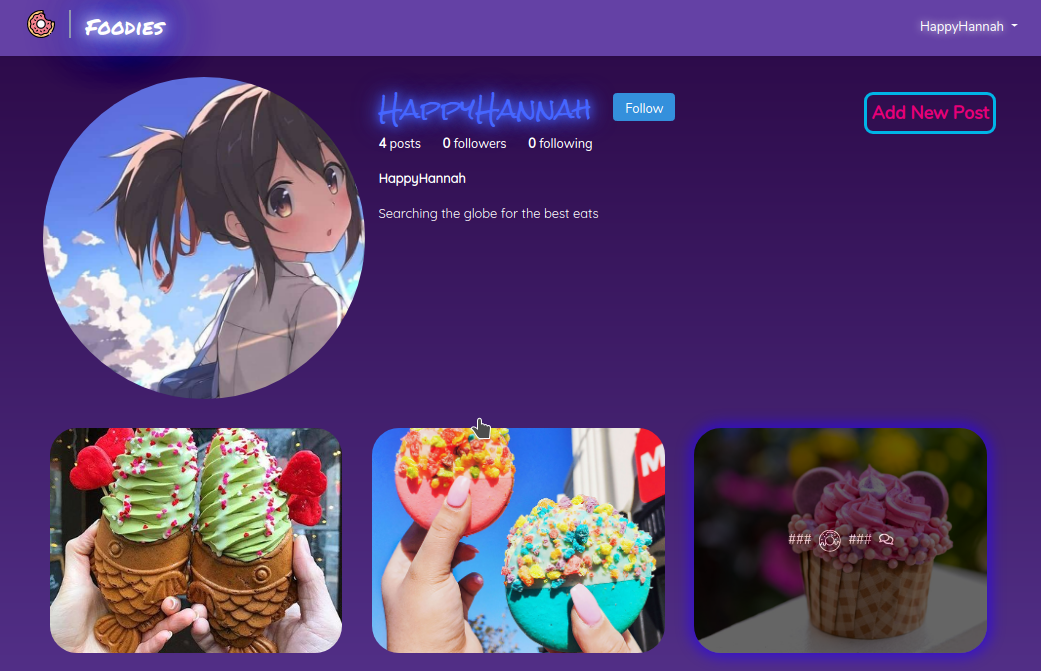 Foodies
HappyHannah
HappyHannah
Follow
Add New Post
4 posts 0 followers 0 following
HappyHannah
Searching the globe for the best eats
M
### ###